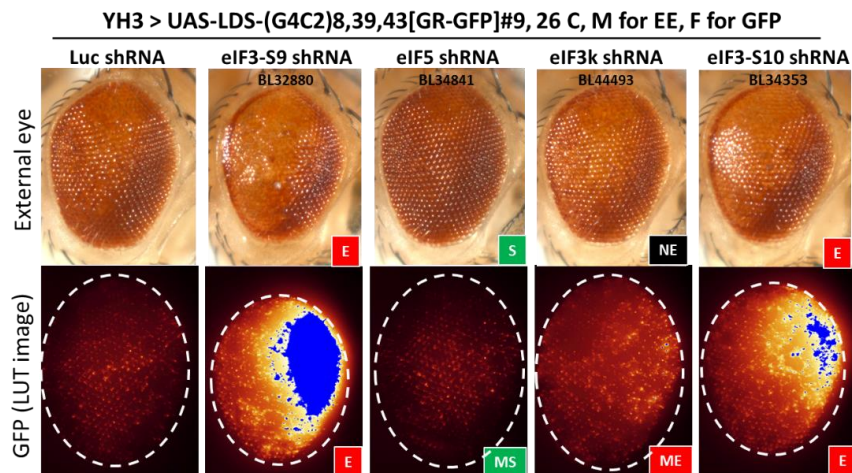 YH3 > UAS-LDS-(G4C2)8,39,43[GR-GFP]#9, 26 C, M for EE, F for GFP
Luc shRNA eIF3-S9 shRNA eIF5 shRNA eIF3k shRNA eIF3-S10 shRNA
BL32880 BL34841 BL44493 BL34353
External eye
E S NE E
GFP (LUT image)
E MS ME E